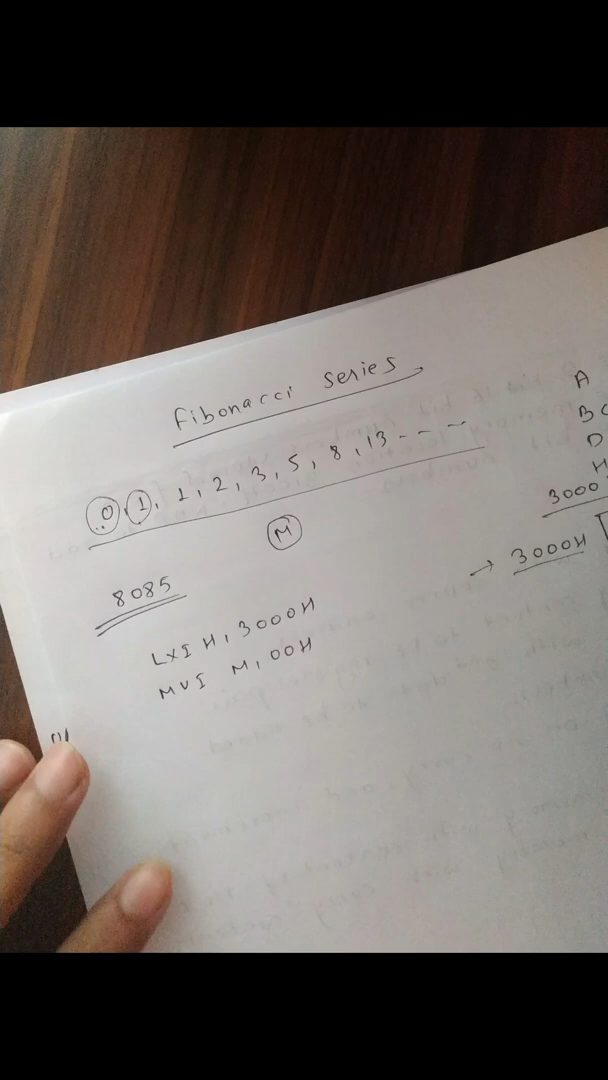 Fibonacci series
0, 1, 1, 2, 3, 5, 8, 13 - - -
M
8085
LXI H, 3000H
MVI M, 00H
A
B
D
H
3000
→ 3000H